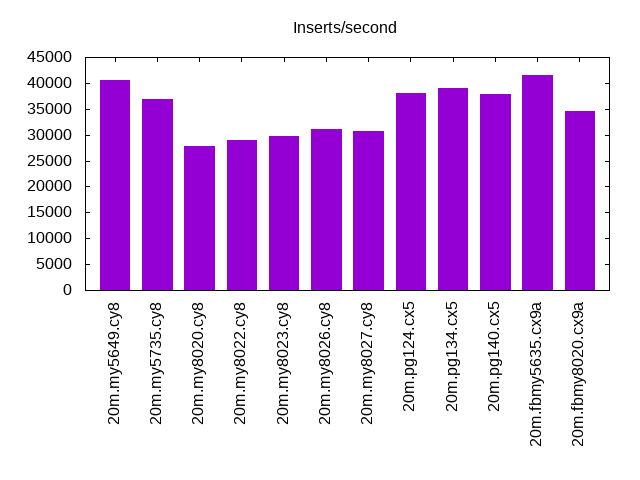 Inserts/second
45000
40000
35000
30000
25000
20000
15000
10000
5000
0
20m.my5649.cy8
20m.my5735.cy8
20m.my8020.cy8
20m.my8022.cy8
20m.my8023.cy8
20m.my8026.cy8
20m.my8027.cy8
20m.pg124.cx5
20m.pg134.cx5
20m.pg140.cx5
20m.fbmy5635.cx9a
20m.fbmy8020.cx9a